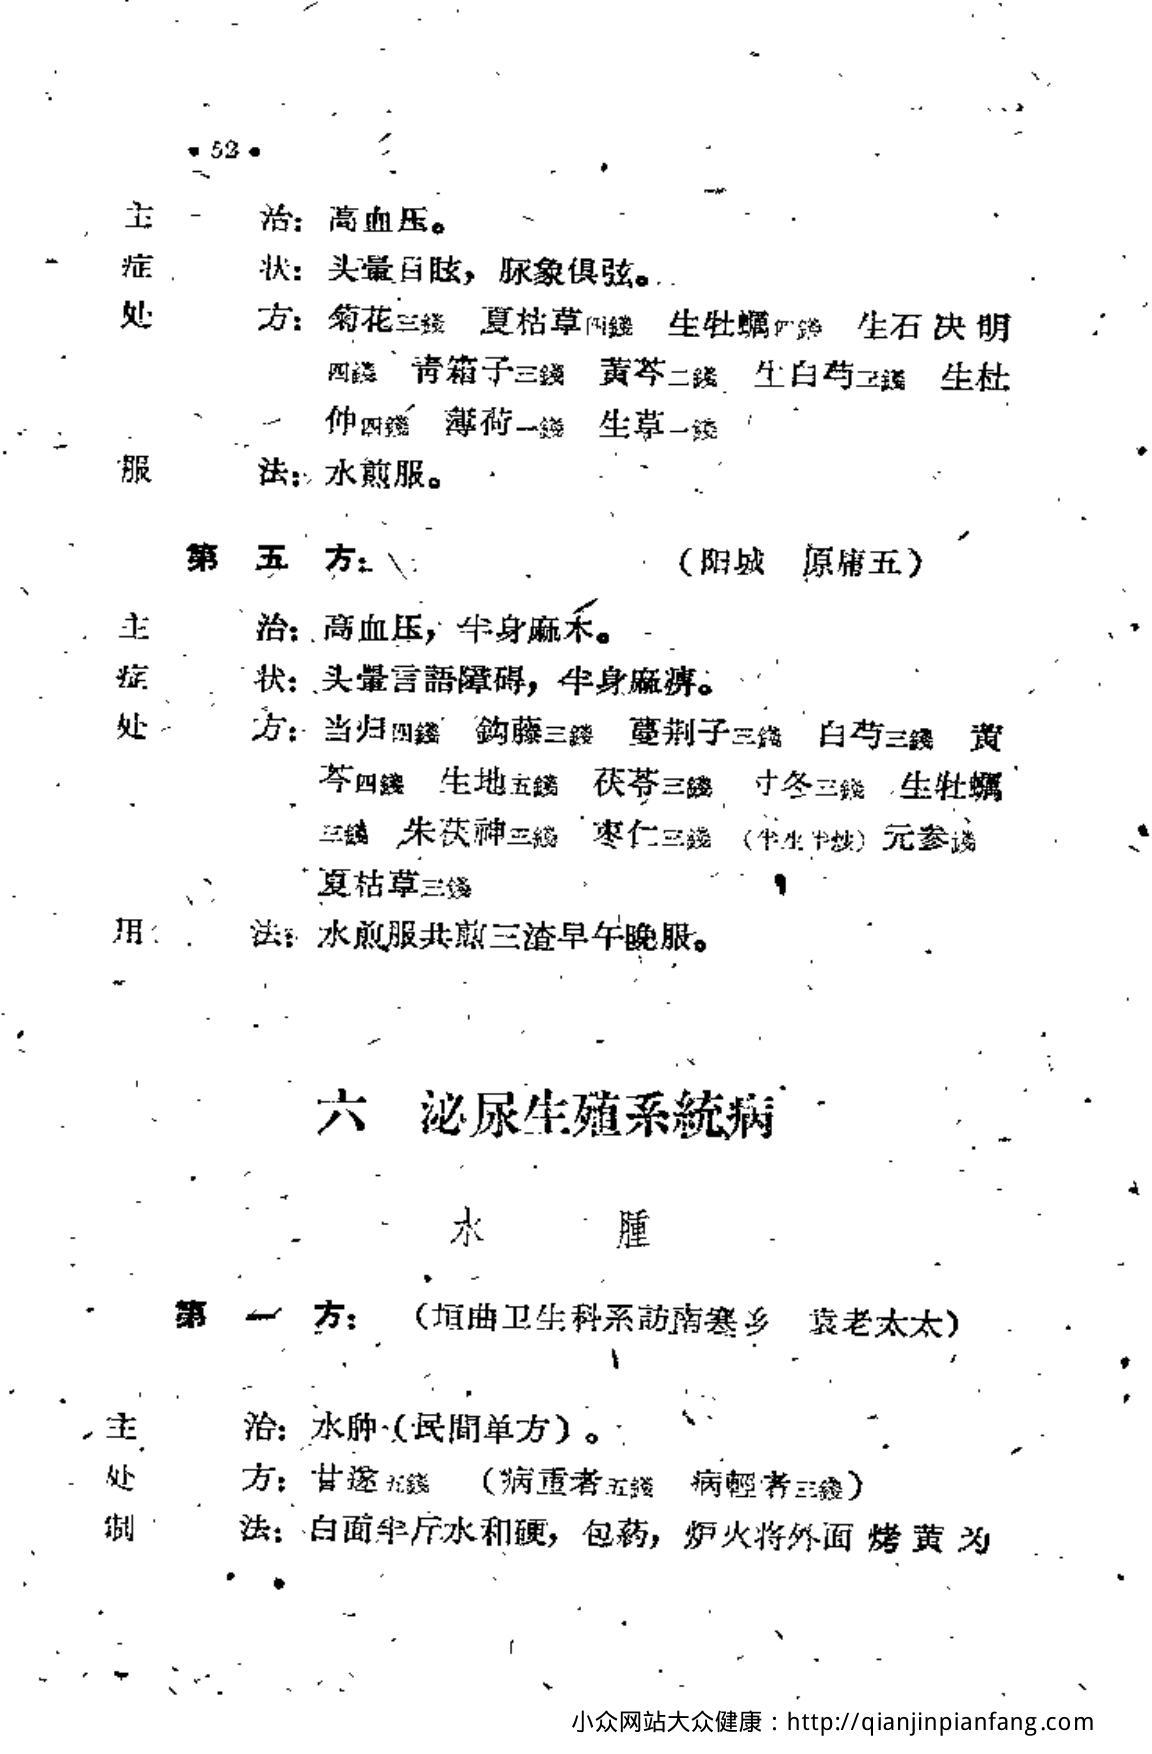 • 52 •
主治：高血压。
症状：头暈目眩，脉象俱弦。
处方：菊花三錢 夏枯草四錢 生牡蠣四錢 生石决明
四錢 青箱子三錢 黄芩二錢 生白芍三錢 生杜
仲四錢 薄荷一錢 生草一錢
服法：水煎服。
第五方：（阳城 原庸五）
主治：高血压，半身麻木。
症状：头暈言語障碍，半身麻痹。
处方：当归四錢 鈎藤三錢 蔓荆子三錢 白芍三錢 黄
芩四錢 生地五錢 茯苓三錢 寸冬三錢 生牡蠣
三錢 朱茯神三錢 枣仁三錢（半生半炒）元参錢
夏枯草三錢
用法：水煎服共煎三渣早午晚服。
六 泌尿生殖系統病
水腫
第一方：（垣曲卫生科系訪南寨乡 袁老太太）
主治：水肿（民間单方）。
处方：甘遂五錢（病重者五錢 病輕者三錢）
制法：白面半斤水和硬，包药，炉火将外面烤黄为
小众网站大众健康：http://qianjinpianfang.com